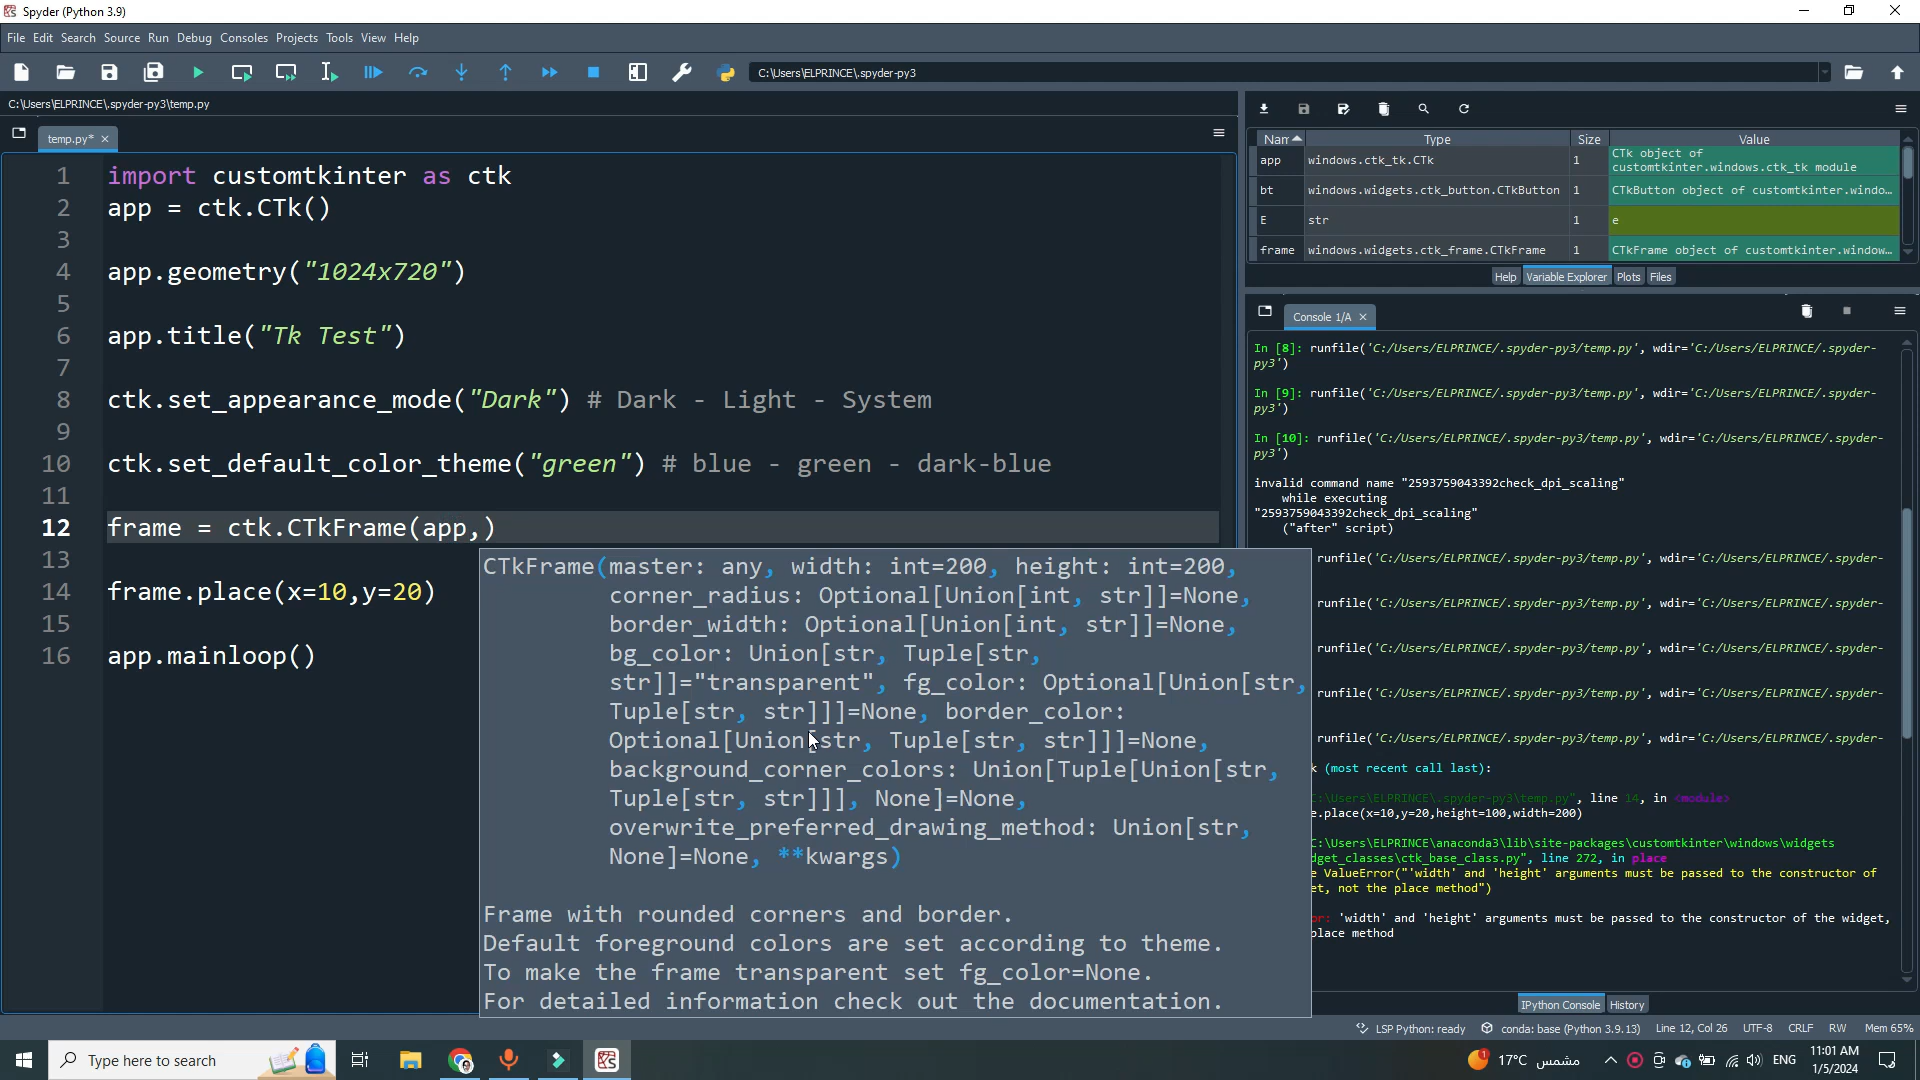 Spyder (Python 3.9)
File Edit Search Source Run Debug Consoles Projects Tools View Help
C:\Users\ELPRINCE\.spyder-py3
C:\Users\ELPRINCE\.spyder-py3\temp.py
temp.py*
1 import customtkinter as ctk
2 app = ctk.CTk()
3
4 app.geometry("1024x720")
5
6 app.title("Tk Test")
7
8 ctk.set_appearance_mode("Dark") # Dark - Light - System
9
10 ctk.set_default_color_theme("green") # blue - green - dark-blue
11
12 frame = ctk.CTkFrame(app,)
13
14 frame.place(x=10,y=20)
15
16 app.mainloop()
CTkFrame(master: any, width: int=200, height: int=200,
corner_radius: Optional[Union[int, str]]=None,
border_width: Optional[Union[int, str]]=None,
bg_color: Union[str, Tuple[str,
str]]="transparent", fg_color: Optional[Union[str,
Tuple[str, str]]]=None, border_color:
Optional[Union[str, Tuple[str, str]]]=None,
background_corner_colors: Union[Tuple[Union[str,
Tuple[str, str]]], None]=None,
overwrite_preferred_drawing_method: Union[str,
None]=None, **kwargs)
Frame with rounded corners and border.
Default foreground colors are set according to theme.
To make the frame transparent set fg_color=None.
For detailed information check out the documentation.
Nam Type Size Value
app windows.ctk_tk.CTk 1 CTk object of
customtkinter.windows.ctk_tk module
bt windows.widgets.ctk_button.CTkButton 1 CTkButton object of customtkinter.windo…
E str 1 e
frame windows.widgets.ctk_frame.CTkFrame 1 CTkFrame object of customtkinter.window…
Help Variable Explorer Plots Files
Console 1/A
In [8]: runfile('C:/Users/ELPRINCE/.spyder-py3/temp.py', wdir='C:/Users/ELPRINCE/.spyder-
py3')
In [9]: runfile('C:/Users/ELPRINCE/.spyder-py3/temp.py', wdir='C:/Users/ELPRINCE/.spyder-
py3')
In [10]: runfile('C:/Users/ELPRINCE/.spyder-py3/temp.py', wdir='C:/Users/ELPRINCE/.spyder-
py3')
invalid command name "2593759043392check_dpi_scaling"
while executing
"2593759043392check_dpi_scaling"
("after" script)
runfile('C:/Users/ELPRINCE/.spyder-py3/temp.py', wdir='C:/Users/ELPRINCE/.spyder-
runfile('C:/Users/ELPRINCE/.spyder-py3/temp.py', wdir='C:/Users/ELPRINCE/.spyder-
runfile('C:/Users/ELPRINCE/.spyder-py3/temp.py', wdir='C:/Users/ELPRINCE/.spyder-
runfile('C:/Users/ELPRINCE/.spyder-py3/temp.py', wdir='C:/Users/ELPRINCE/.spyder-
runfile('C:/Users/ELPRINCE/.spyder-py3/temp.py', wdir='C:/Users/ELPRINCE/.spyder-
k (most recent call last):
C:\Users\ELPRINCE\.spyder-py3\temp.py", line 14, in <module>
e.place(x=10,y=20,height=100,width=200)
C:\Users\ELPRINCE\anaconda3\lib\site-packages\customtkinter\windows\widgets
dget_classes\ctk_base_class.py", line 272, in place
e ValueError("'width' and 'height' arguments must be passed to the constructor of
et, not the place method")
or: 'width' and 'height' arguments must be passed to the constructor of the widget,
place method
IPython Console History
LSP Python: ready conda: base (Python 3.9.13) Line 12, Col 26 UTF-8 CRLF RW Mem 65%
Type here to search
17°C مشمس ENG 11:01 AM
1/5/2024